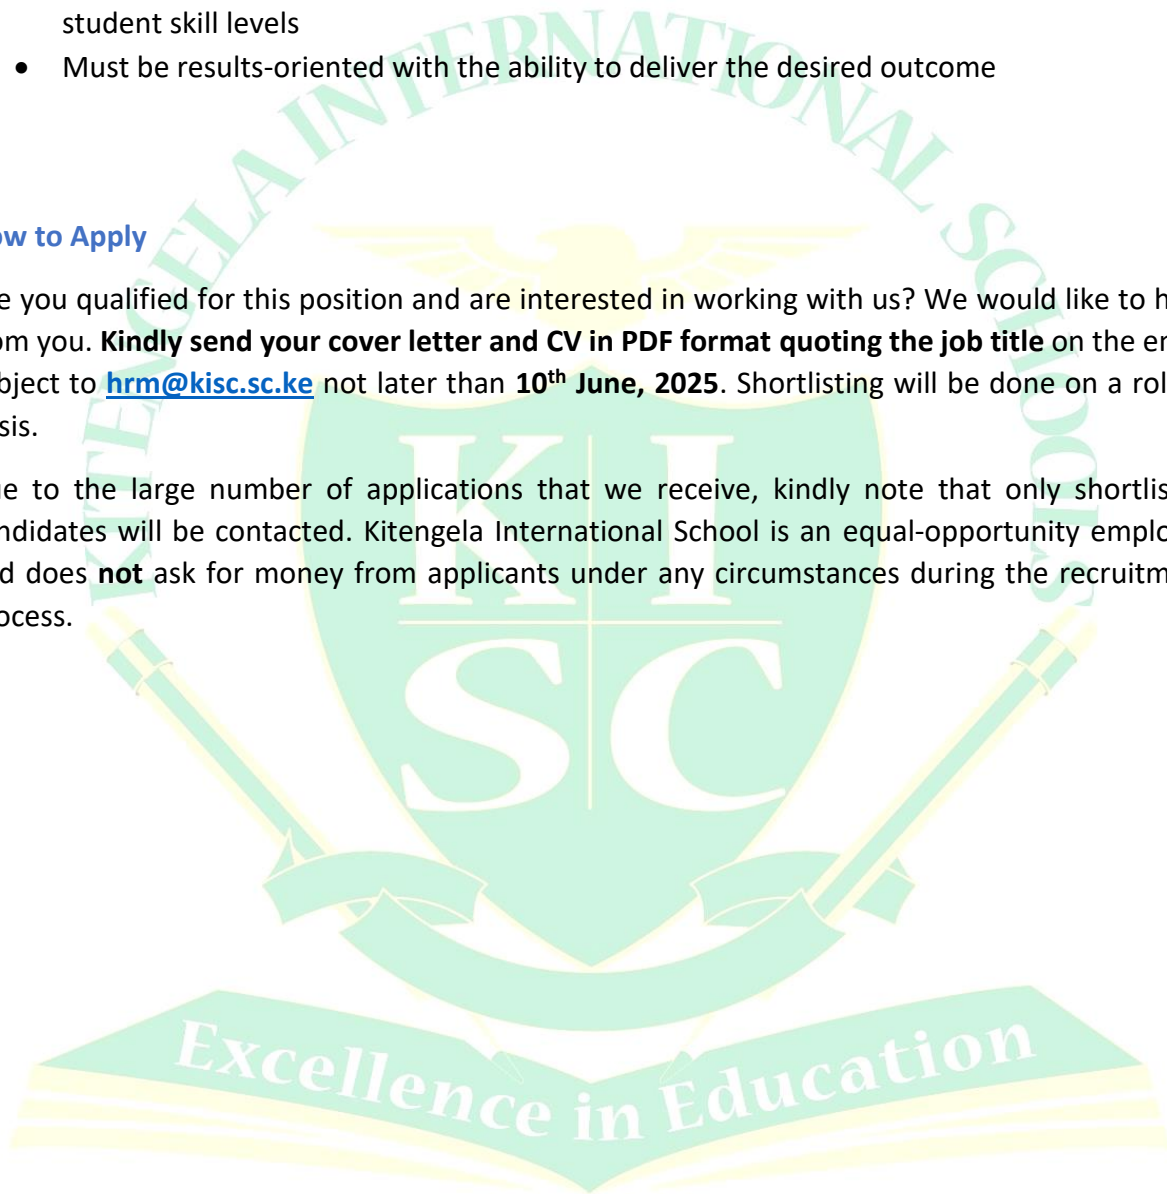 student skill levels
• Must be results-oriented with the ability to deliver the desired outcome
ow to Apply
e you qualified for this position and are interested in working with us? We would like to h
om you. Kindly send your cover letter and CV in PDF format quoting the job title on the en
bject to hrm@kisc.sc.ke not later than 10th June, 2025. Shortlisting will be done on a rol
sis.
ue to the large number of applications that we receive, kindly note that only shortlis
ndidates will be contacted. Kitengela International School is an equal-opportunity emplo
d does not ask for money from applicants under any circumstances during the recruitm
ocess.
KITENGELA INTERNATIONAL SCHOOLS
K I
S C
Excellence in Education